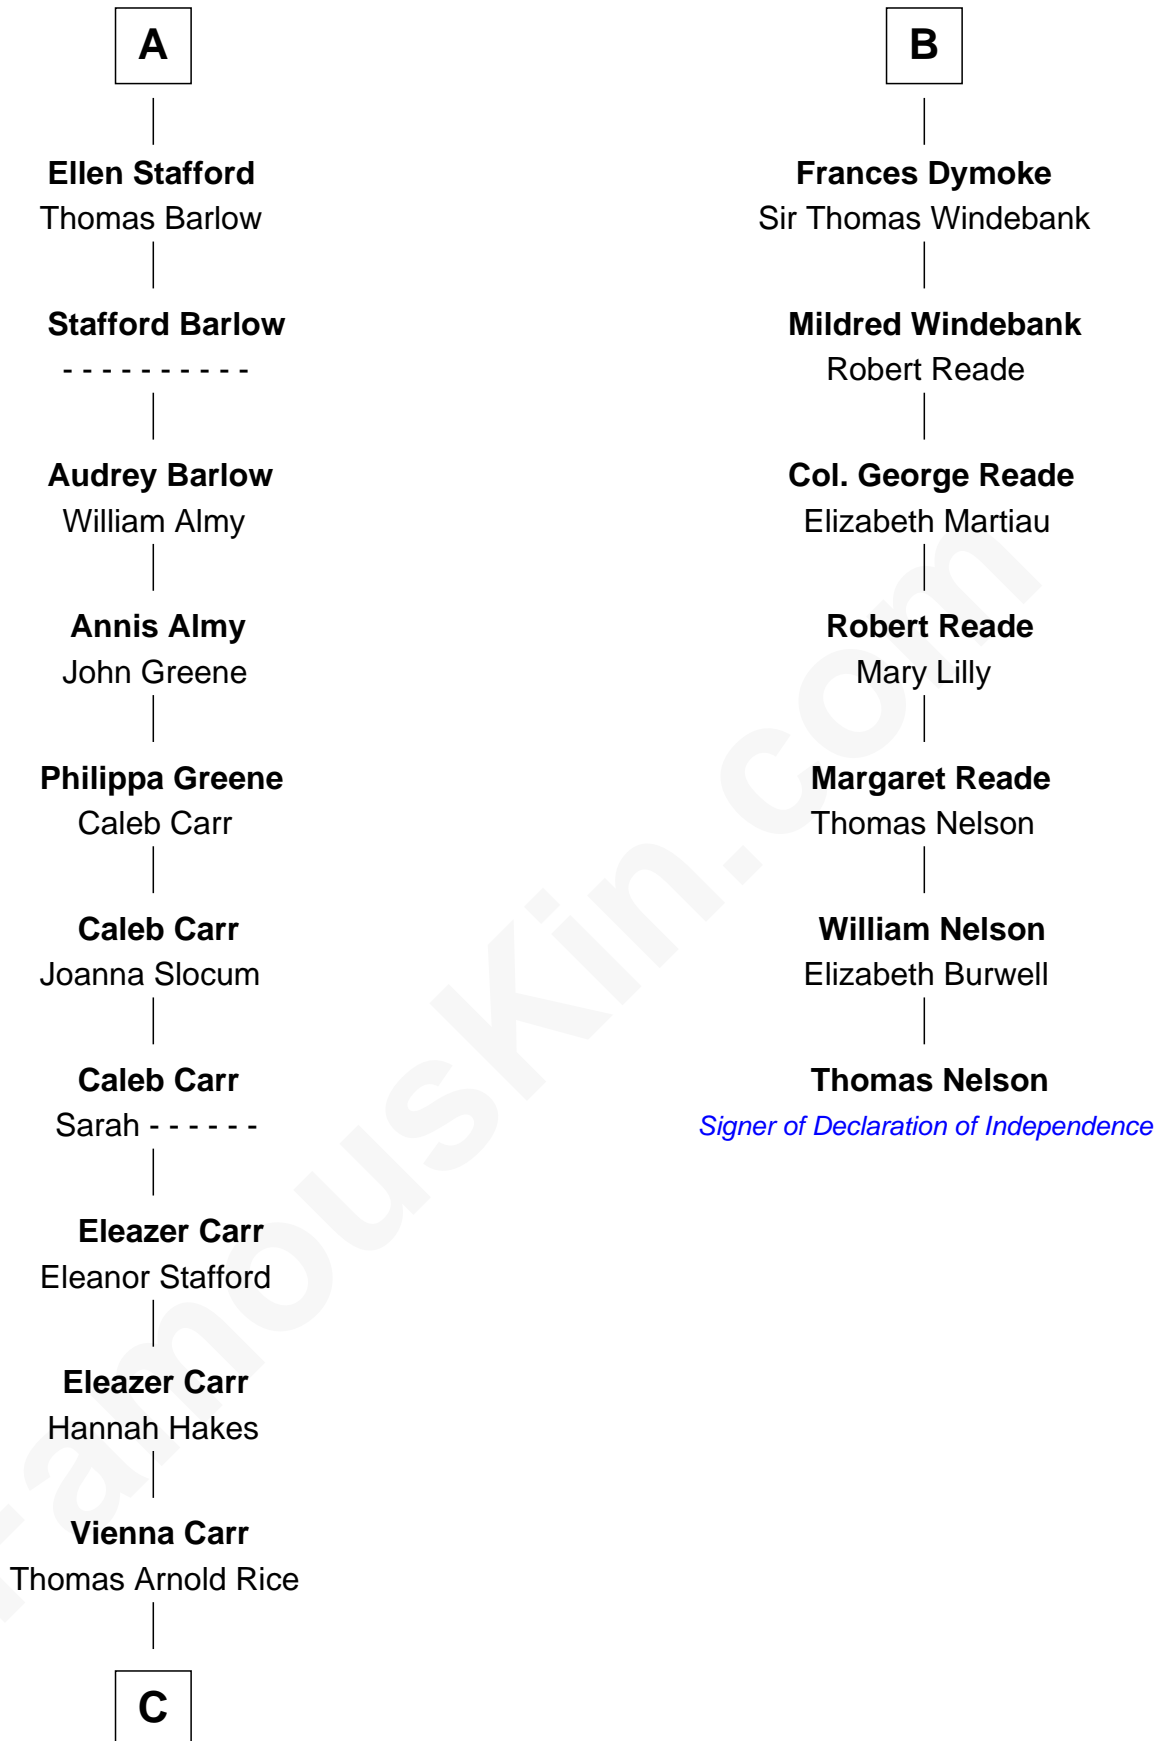 A
Ellen Stafford
Thomas Barlow
Stafford Barlow
- - - - - - - - - -
Audrey Barlow
William Almy
Annis Almy
John Greene
Philippa Greene
Caleb Carr
Caleb Carr
Joanna Slocum
Caleb Carr
Sarah - - - - - -
Eleazer Carr
Eleanor Stafford
Eleazer Carr
Hannah Hakes
Vienna Carr
Thomas Arnold Rice
C
B
Frances Dymoke
Sir Thomas Windebank
Mildred Windebank
Robert Reade
Col. George Reade
Elizabeth Martiau
Robert Reade
Mary Lilly
Margaret Reade
Thomas Nelson
William Nelson
Elizabeth Burwell
Thomas Nelson
Signer of Declaration of Independence
FamousKin.com